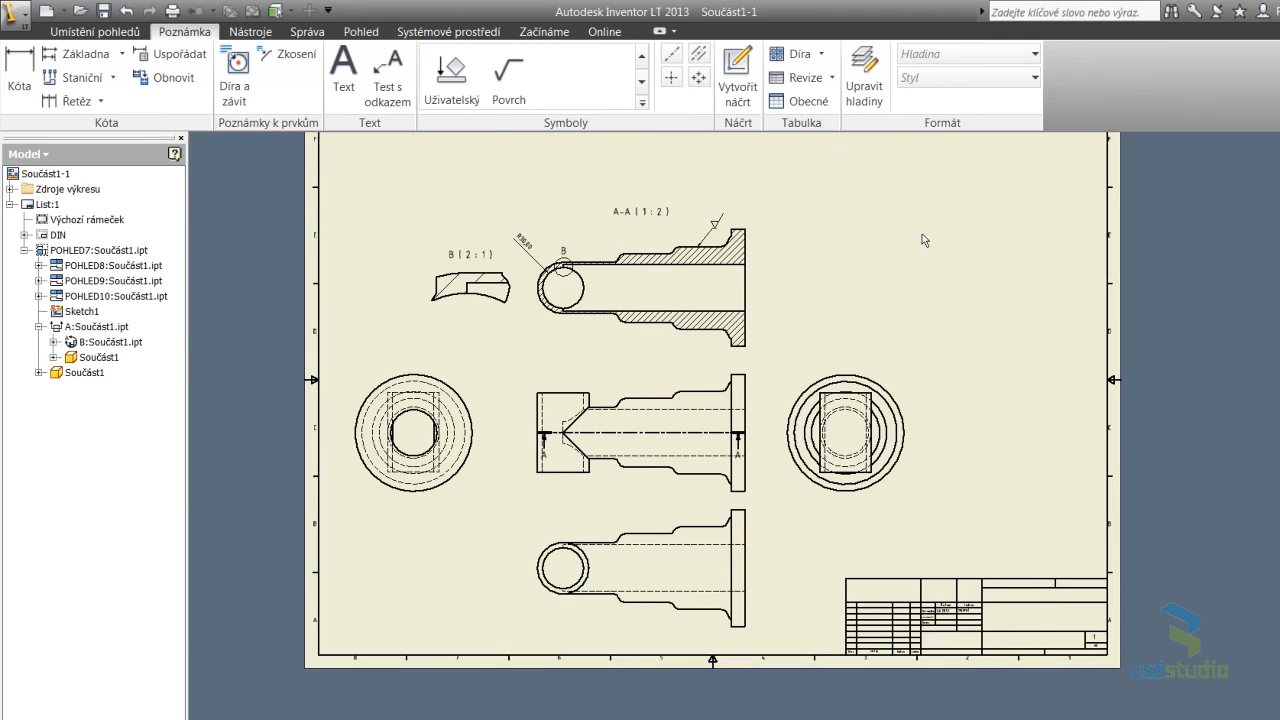 LT
Autodesk Inventor LT 2013 Součást1-1
Zadejte klíčové slovo nebo výraz.
Umístění pohledů Poznámka Nástroje Správa Pohled Systémové prostředí Začínáme Online
Kóta
Základna
Staniční
Řetěz
Uspořádat
Obnovit
Kóta
Díra a
závit
Zkosení
Poznámky k prvkům
Text
Test s
odkazem
Text
Uživatelský
Povrch
Symboly
Vytvořit
náčrt
Náčrt
Díra
Revize
Obecné
Tabulka
Upravit
hladiny
Hladina
Styl
Formát
Model
Součást1-1
Zdroje výkresu
List:1
Výchozí rámeček
DIN
POHLED7:Součást1.ipt
POHLED8:Součást1.ipt
POHLED9:Součást1.ipt
POHLED10:Součást1.ipt
Sketch1
A:Součást1.ipt
B:Součást1.ipt
Součást1
Součást1
A-A ( 1 : 2 )
B ( 2 : 1 )
B
A
A
cadstudio